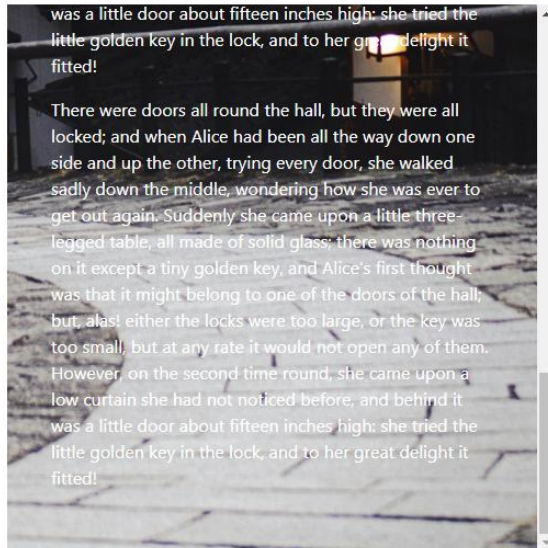 was a little door about fifteen inches high: she tried the
little golden key in the lock, and to her great delight it
fitted!
There were doors all round the hall, but they were all
locked; and when Alice had been all the way down one
side and up the other, trying every door, she walked
sadly down the middle, wondering how she was ever to
get out again. Suddenly she came upon a little three-
legged table, all made of solid glass; there was nothing
on it except a tiny golden key, and Alice's first thought
was that it might belong to one of the doors of the hall;
but, alas! either the locks were too large, or the key was
too small, but at any rate it would not open any of them.
However, on the second time round, she came upon a
low curtain she had not noticed before, and behind it
was a little door about fifteen inches high: she tried the
little golden key in the lock, and to her great delight it
fitted!